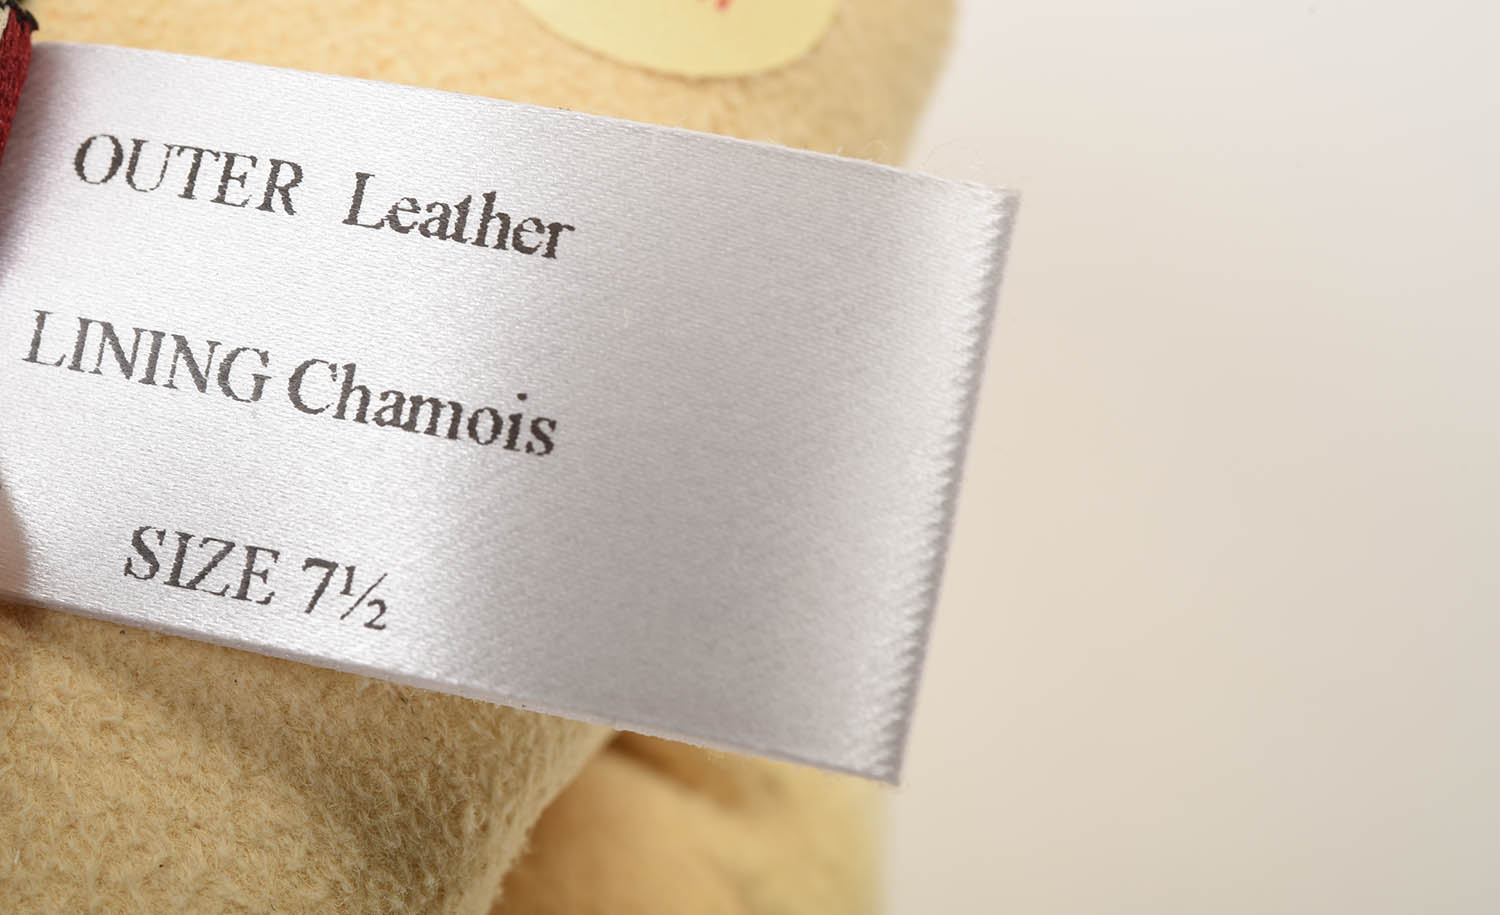 OUTER Leather
LINING Chamois
SIZE 7½